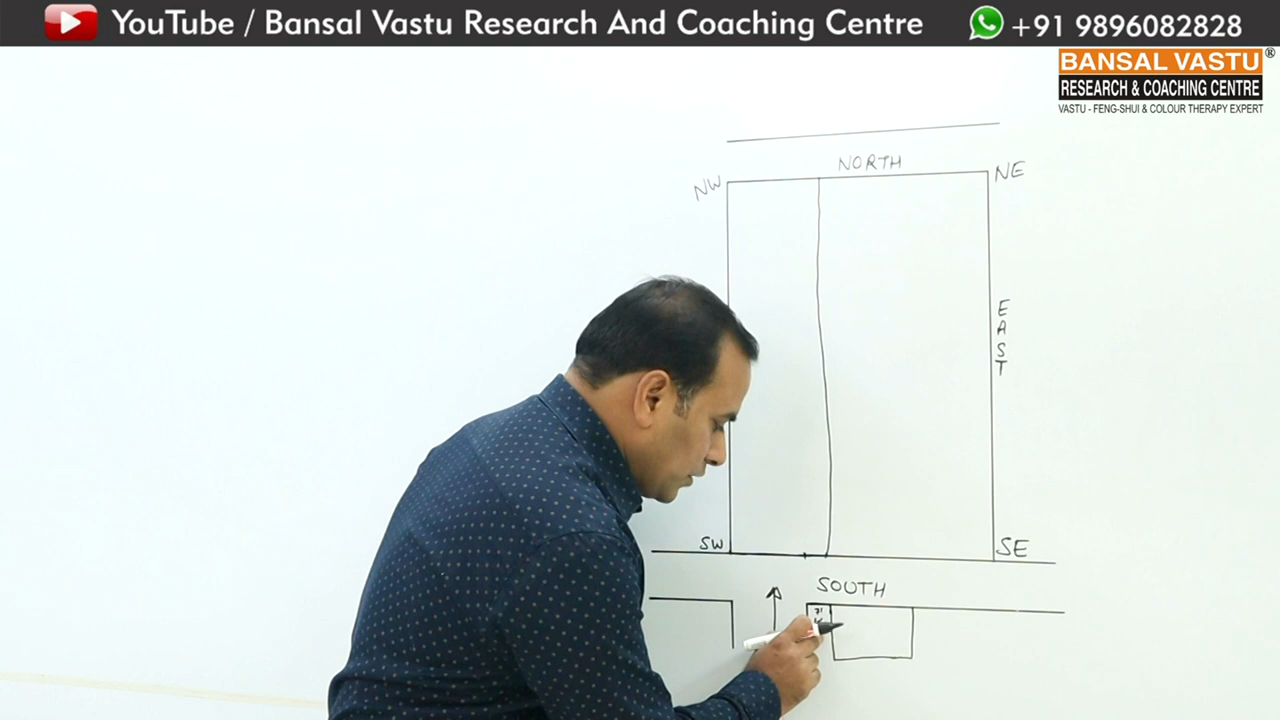 YouTube / Bansal Vastu Research And Coaching Centre
+91 9896082828
BANSAL VASTU®
RESEARCH & COACHING CENTRE
VASTU - FENG-SHUI & COLOUR THERAPY EXPERT
NORTH
NW
NE
EAST
SW
SE
SOUTH